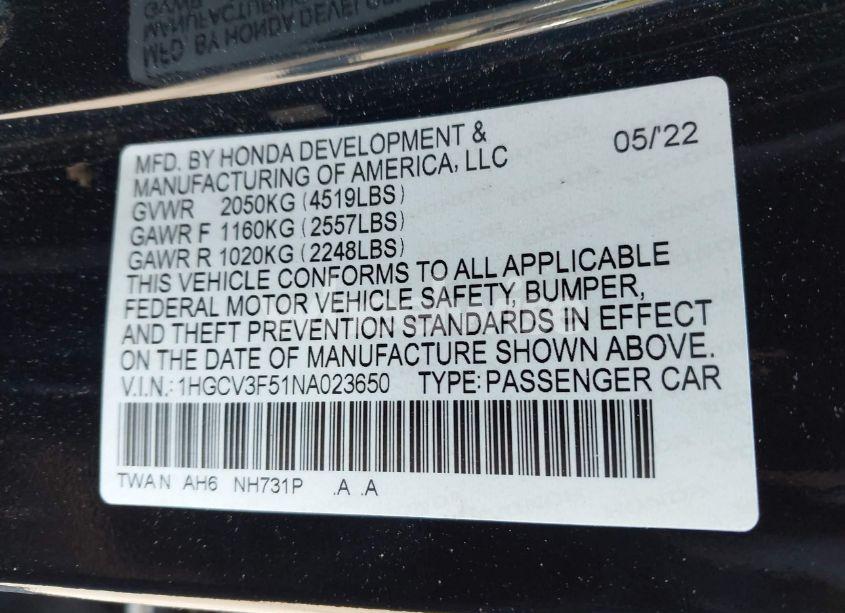 MFD. BY HONDA DEVELOPMENT &
MANUFACTURING OF AMERICA, LLC
05/'22
GVWR 2050KG (4519LBS)
GAWR F 1160KG (2557LBS)
GAWR R 1020KG (2248LBS)
THIS VEHICLE CONFORMS TO ALL APPLICABLE
FEDERAL MOTOR VEHICLE SAFETY, BUMPER,
AND THEFT PREVENTION STANDARDS IN EFFECT
ON THE DATE OF MANUFACTURE SHOWN ABOVE.
V.I.N.: 1HGCV3F51NA023650 TYPE: PASSENGER CAR
TWAN AH6 NH731P .A .A